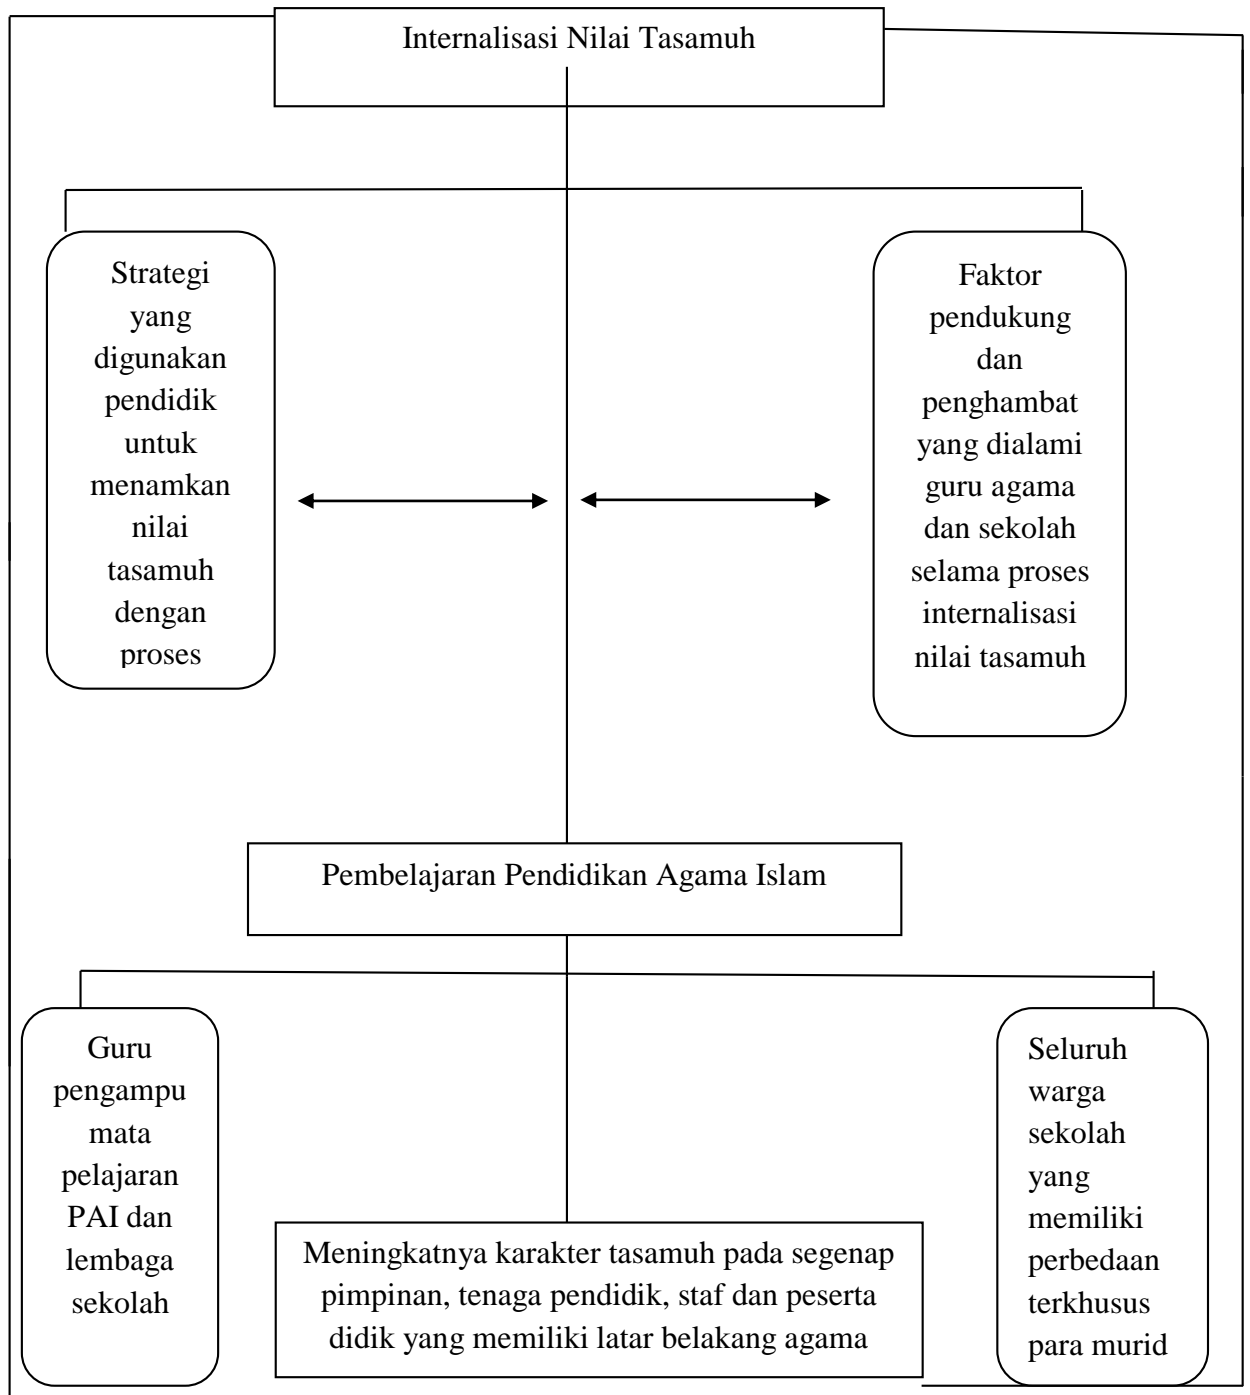 Internalisasi Nilai Tasamuh
Strategi
yang
digunakan
pendidik
untuk
menamkan
nilai
tasamuh
dengan
proses
Faktor
pendukung
dan
penghambat
yang dialami
guru agama
dan sekolah
selama proses
internalisasi
nilai tasamuh
Pembelajaran Pendidikan Agama Islam
Guru
pengampu
mata
pelajaran
PAI dan
lembaga
sekolah
Meningkatnya karakter tasamuh pada segenap
pimpinan, tenaga pendidik, staf dan peserta
didik yang memiliki latar belakang agama
Seluruh
warga
sekolah
yang
memiliki
perbedaan
terkhusus
para murid